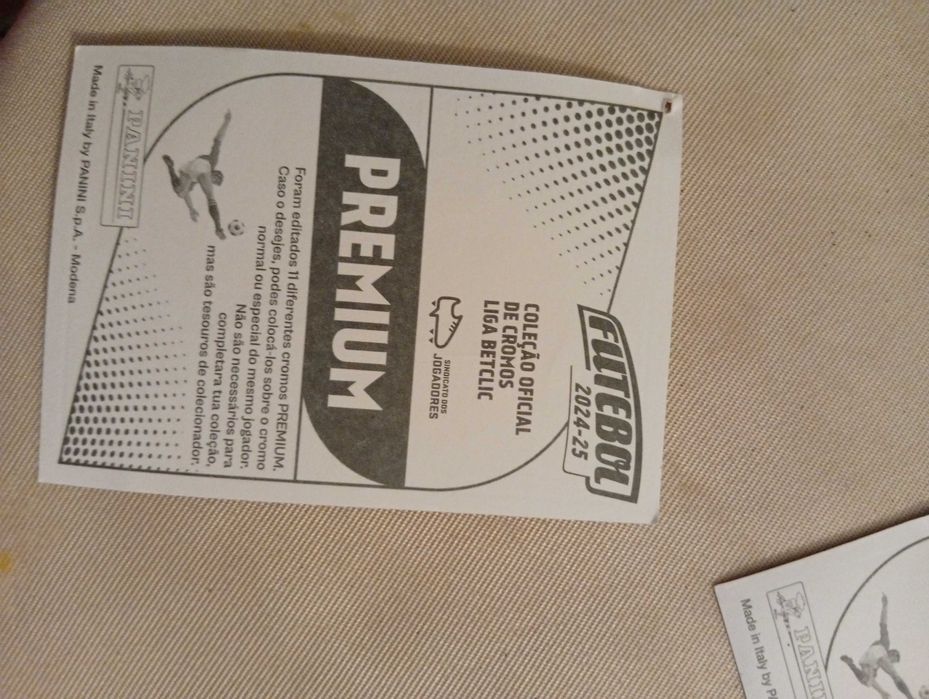 FUTEBOL
2024-25
COLEÇÃO OFICIAL
DE CROMOS
LIGA BETCLIC
SINDICATO DOS
JOGADORES
PREMIUM
Foram editados 11 diferentes cromos PREMIUM.
Caso o desejes, podes colocá-los sobre o cromo
normal ou especial do mesmo jogador.
Não são necessários para
completara tua coleção,
mas são tesouros de colecionador.
PANINI
Made in Italy by PANINI S.p.A. - Modena
PANINI
Made in Italy by